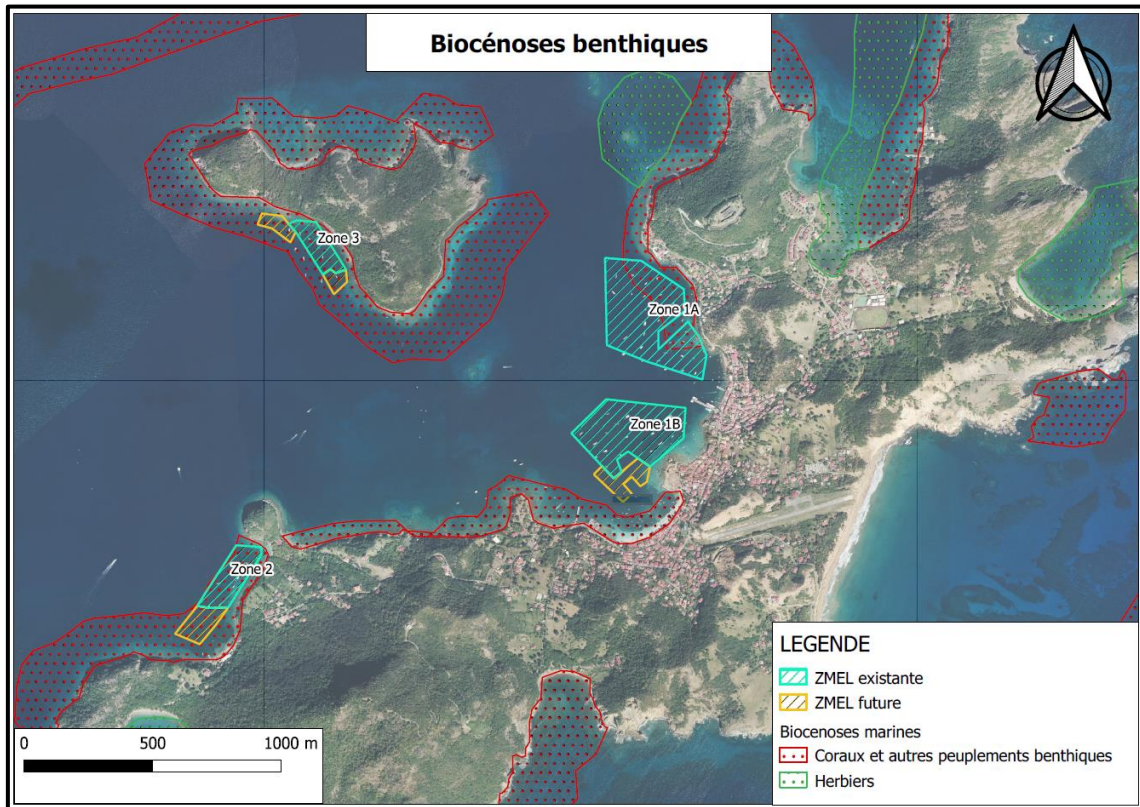 Biocénoses benthiques
Zone 3
Zone 1A
Zone 1B
Zone 2
LEGENDE
ZMEL existante
ZMEL future
Biocenoses marines
Coraux et autres peuplements benthiques
Herbiers
0 500 1000 m